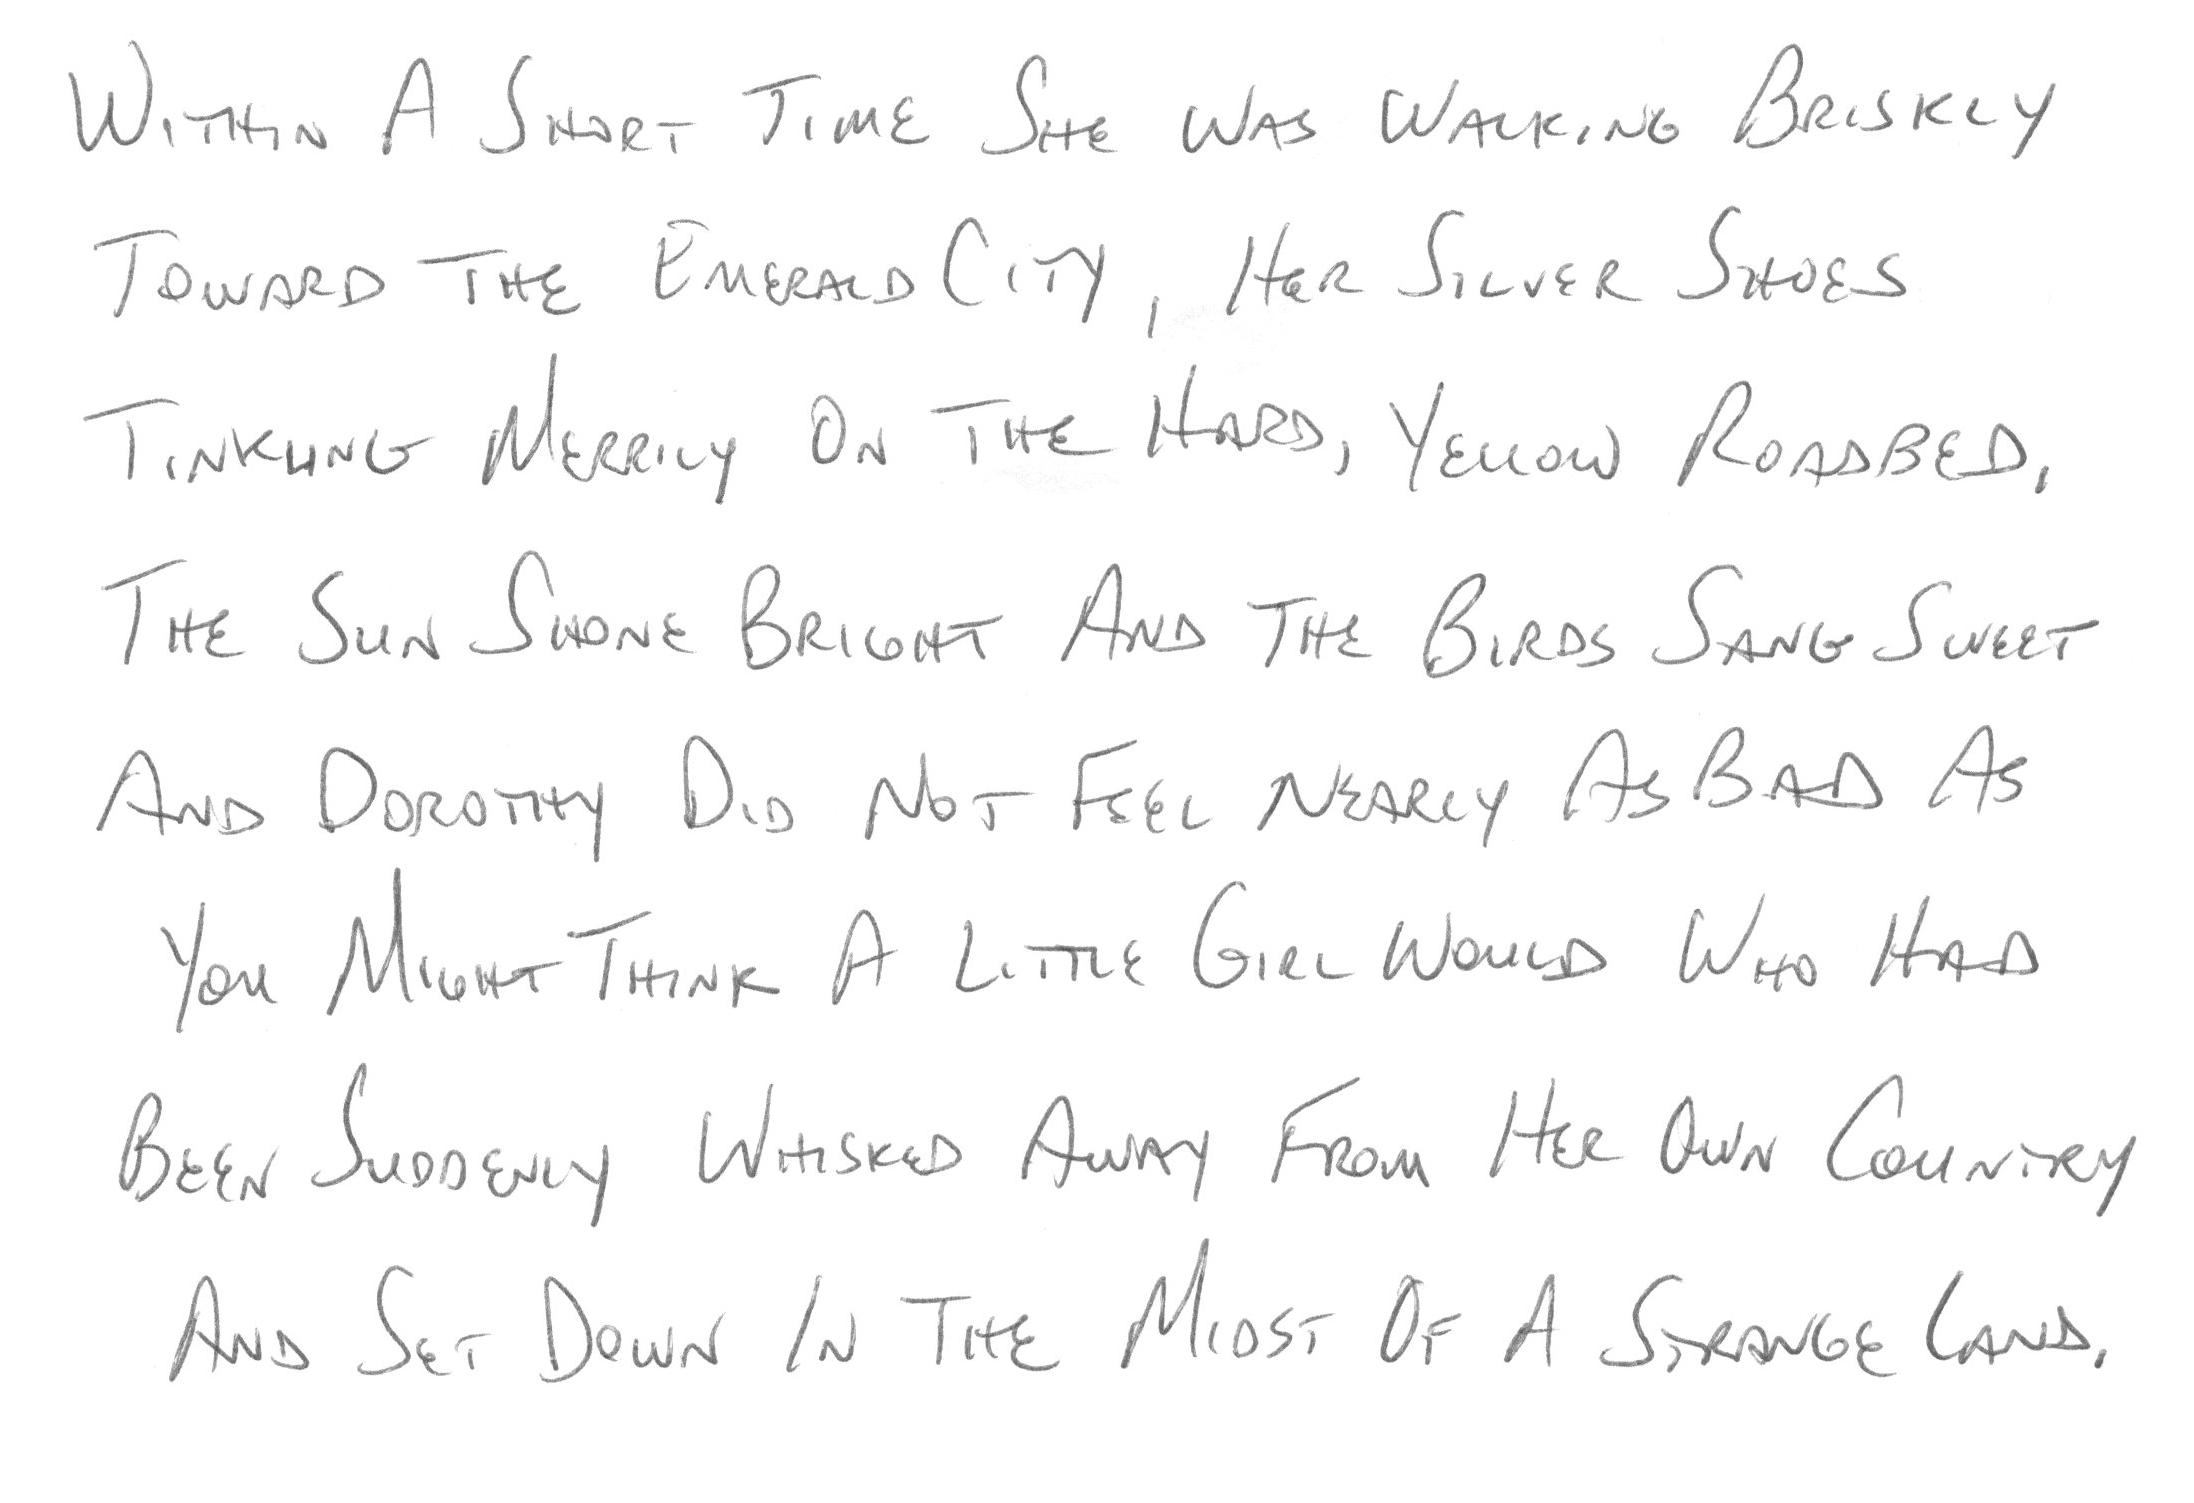 Within A Short Time She Was Walking Briskly
Toward The Emerald City, Her Silver Shoes
Tinkling Merrily On The Hard, Yellow Roadbed,
The Sun Shone Bright And The Birds Sang Sweet
And Dorothy Did Not Feel Nearly As Bad As
You Might Think A Little Girl Would Who Had
Been Suddenly Whisked Away From Her Own Country
And Set Down In The Midst Of A Strange Land.